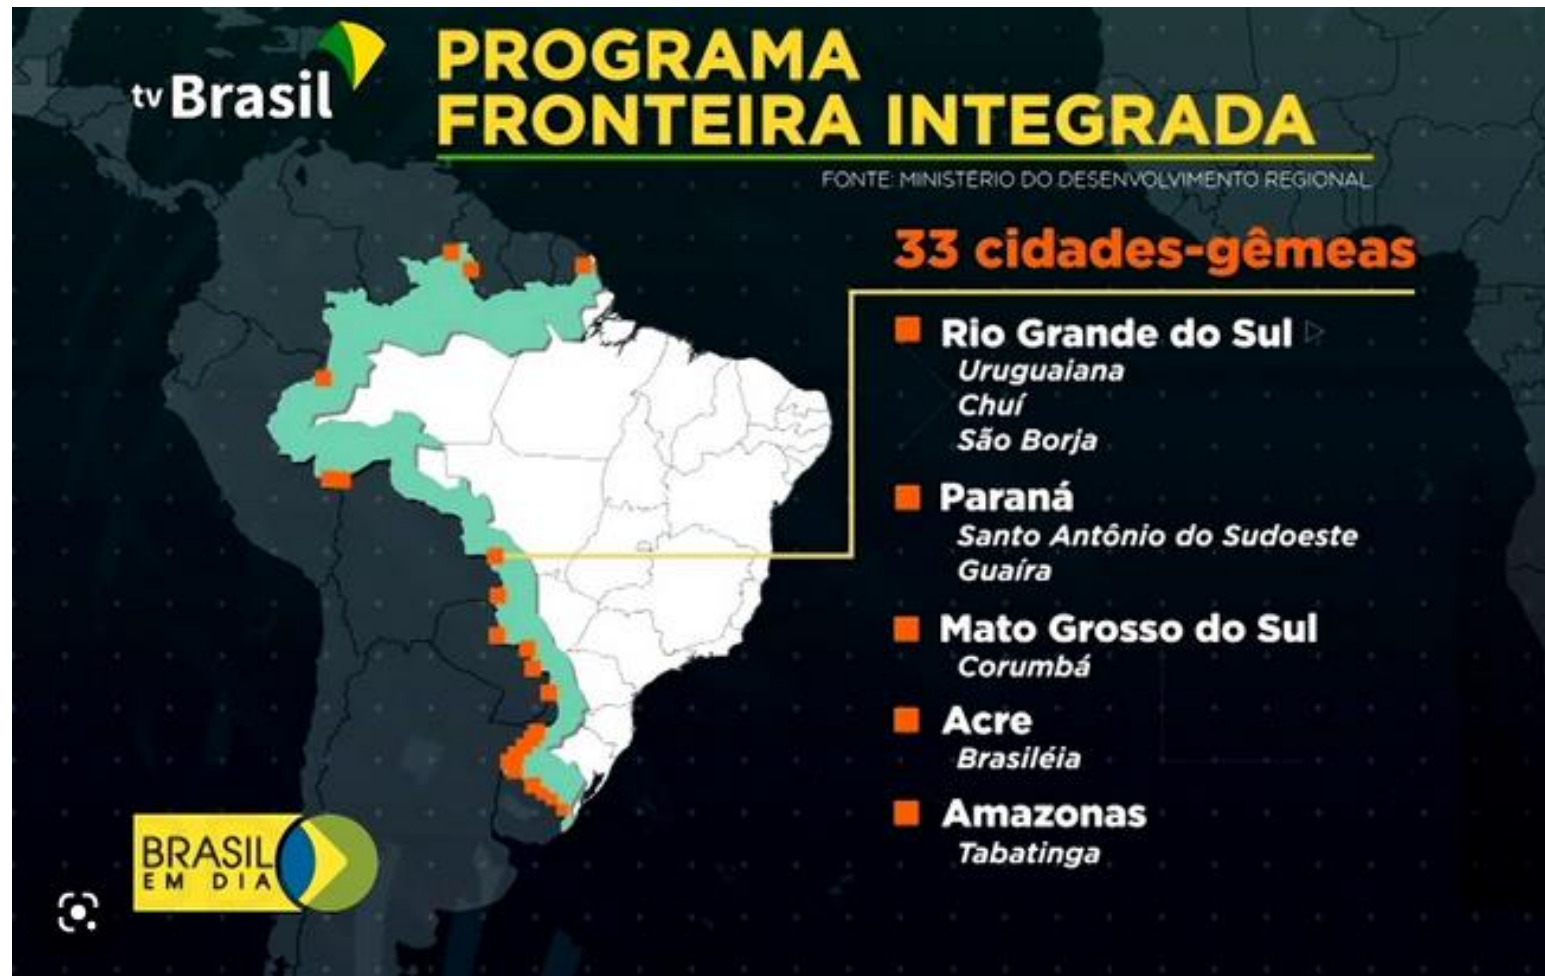 tv Brasil
PROGRAMA
FRONTEIRA INTEGRADA
FONTE: MINISTÉRIO DO DESENVOLVIMENTO REGIONAL
33 cidades-gêmeas
Rio Grande do Sul
Uruguaiana
Chuí
São Borja
Paraná
Santo Antônio do Sudoeste
Guaíra
Mato Grosso do Sul
Corumbá
Acre
Brasiléia
Amazonas
Tabatinga
BRASIL
EM DIA